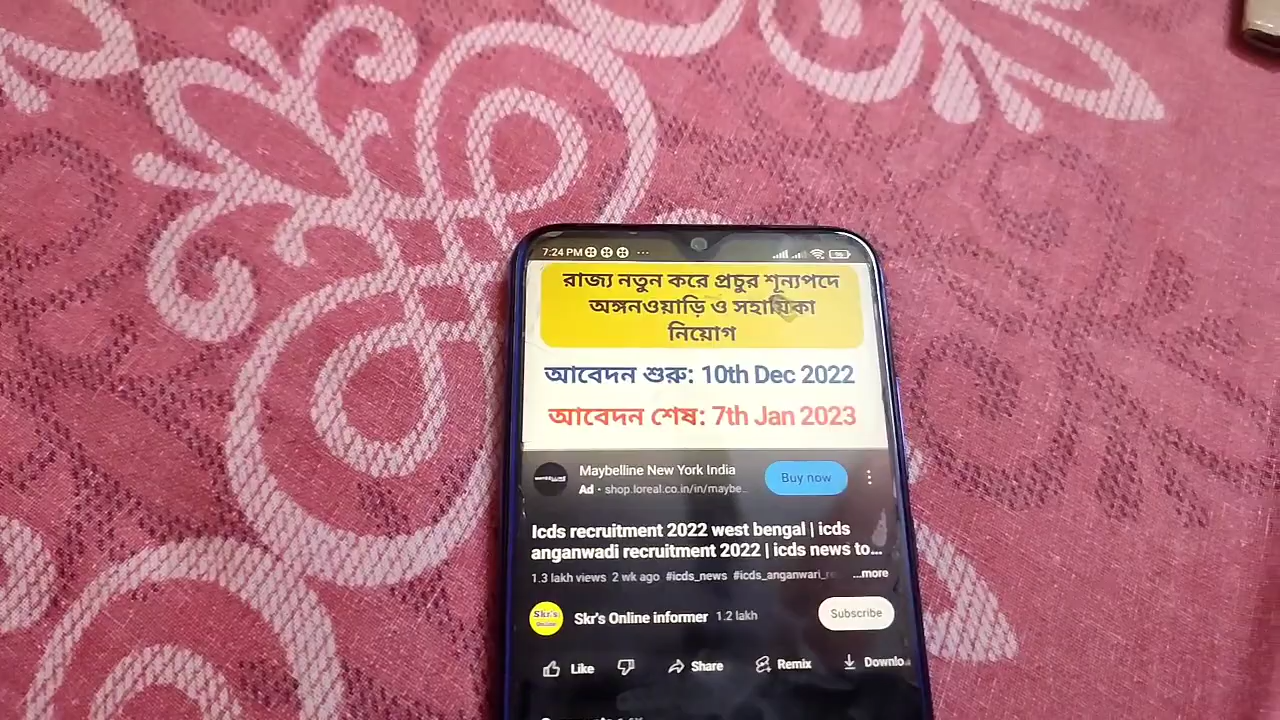 7:24 PM
রাজ্য নতুন করে প্রচুর শূন্যপদে
অঙ্গনওয়াড়ি ও সহায়িকা
নিয়োগ
আবেদন শুরু: 10th Dec 2022
আবেদন শেষ: 7th Jan 2023
Maybelline New York India
Buy now
Ad · shop.loreal.co.in/in/maybe...
Icds recruitment 2022 west bengal | icds
anganwadi recruitment 2022 | icds news to...
1.3 lakh views 2 wk ago #icds_news #icds_anganwari_re ...more
Skr's Online
Skr's Online informer 1.2 lakh
Subscribe
Like
Share
Remix
Downlo